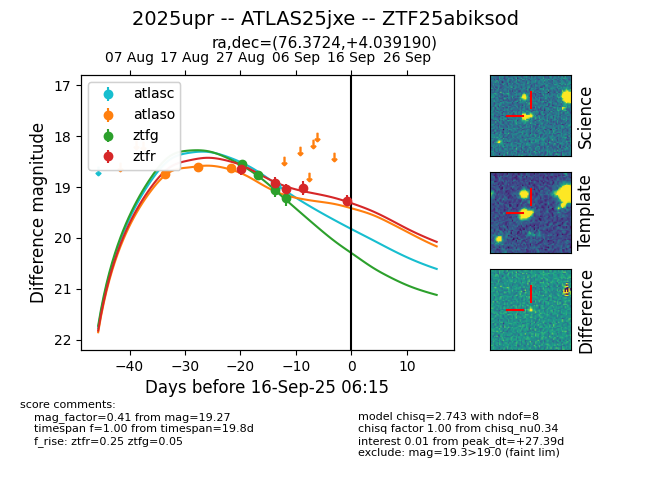 2025upr -- ATLAS25jxe -- ZTF25abiksod
ra,dec=(76.3724,+4.039190)
07 Aug 17 Aug 27 Aug 06 Sep 16 Sep 26 Sep
atlasc
atlaso
ztfg
ztfr
17
18
19
20
21
22
Difference magnitude
−40 −30 −20 −10 0 10
Days before 16-Sep-25 06:15
Science
Template
Difference
score comments:
mag_factor=0.41 from mag=19.27
timespan f=1.00 from timespan=19.8d
f_rise: ztfr=0.25 ztfg=0.05
model chisq=2.743 with ndof=8
chisq factor 1.00 from chisq_nu0.34
interest 0.01 from peak_dt=+27.39d
exclude: mag=19.3>19.0 (faint lim)